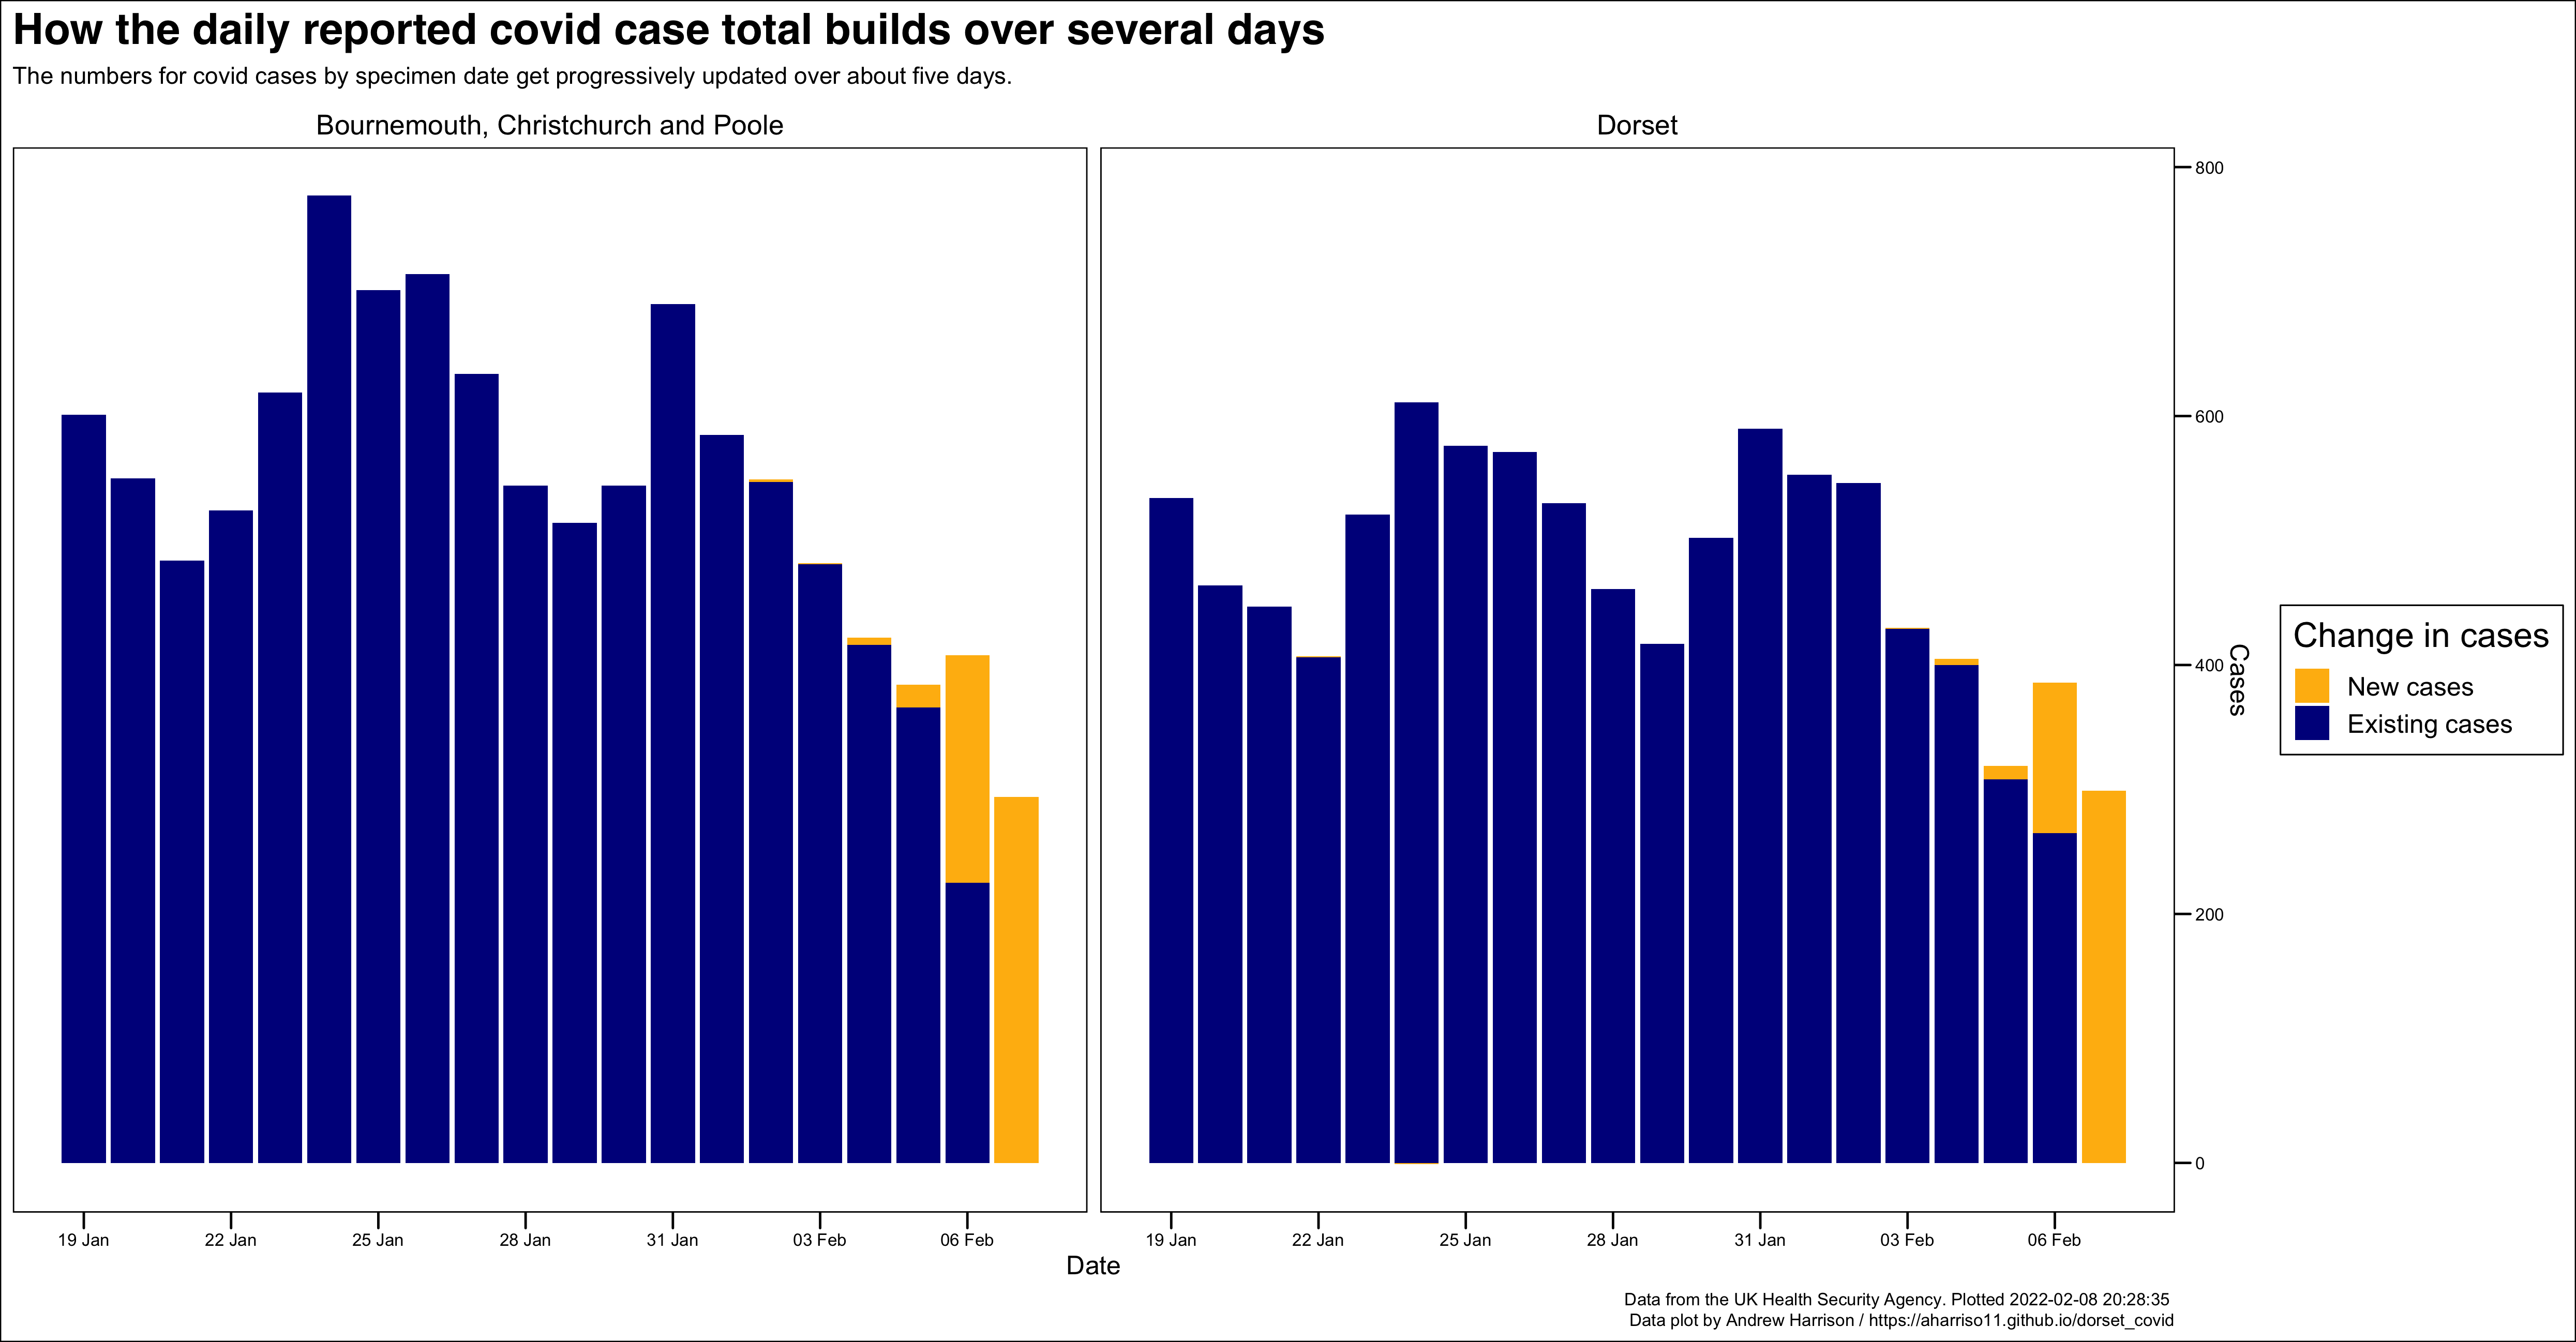 How the daily reported covid case total builds over several days
The numbers for covid cases by specimen date get progressively updated over about five days.
Bournemouth, Christchurch and Poole
Dorset
800
600
400
200
0
Cases
Change in cases
New cases
Existing cases
19 Jan
22 Jan
25 Jan
28 Jan
31 Jan
03 Feb
06 Feb
19 Jan
22 Jan
25 Jan
28 Jan
31 Jan
03 Feb
06 Feb
Date
Data from the UK Health Security Agency. Plotted 2022-02-08 20:28:35
Data plot by Andrew Harrison / https://aharriso11.github.io/dorset_covid